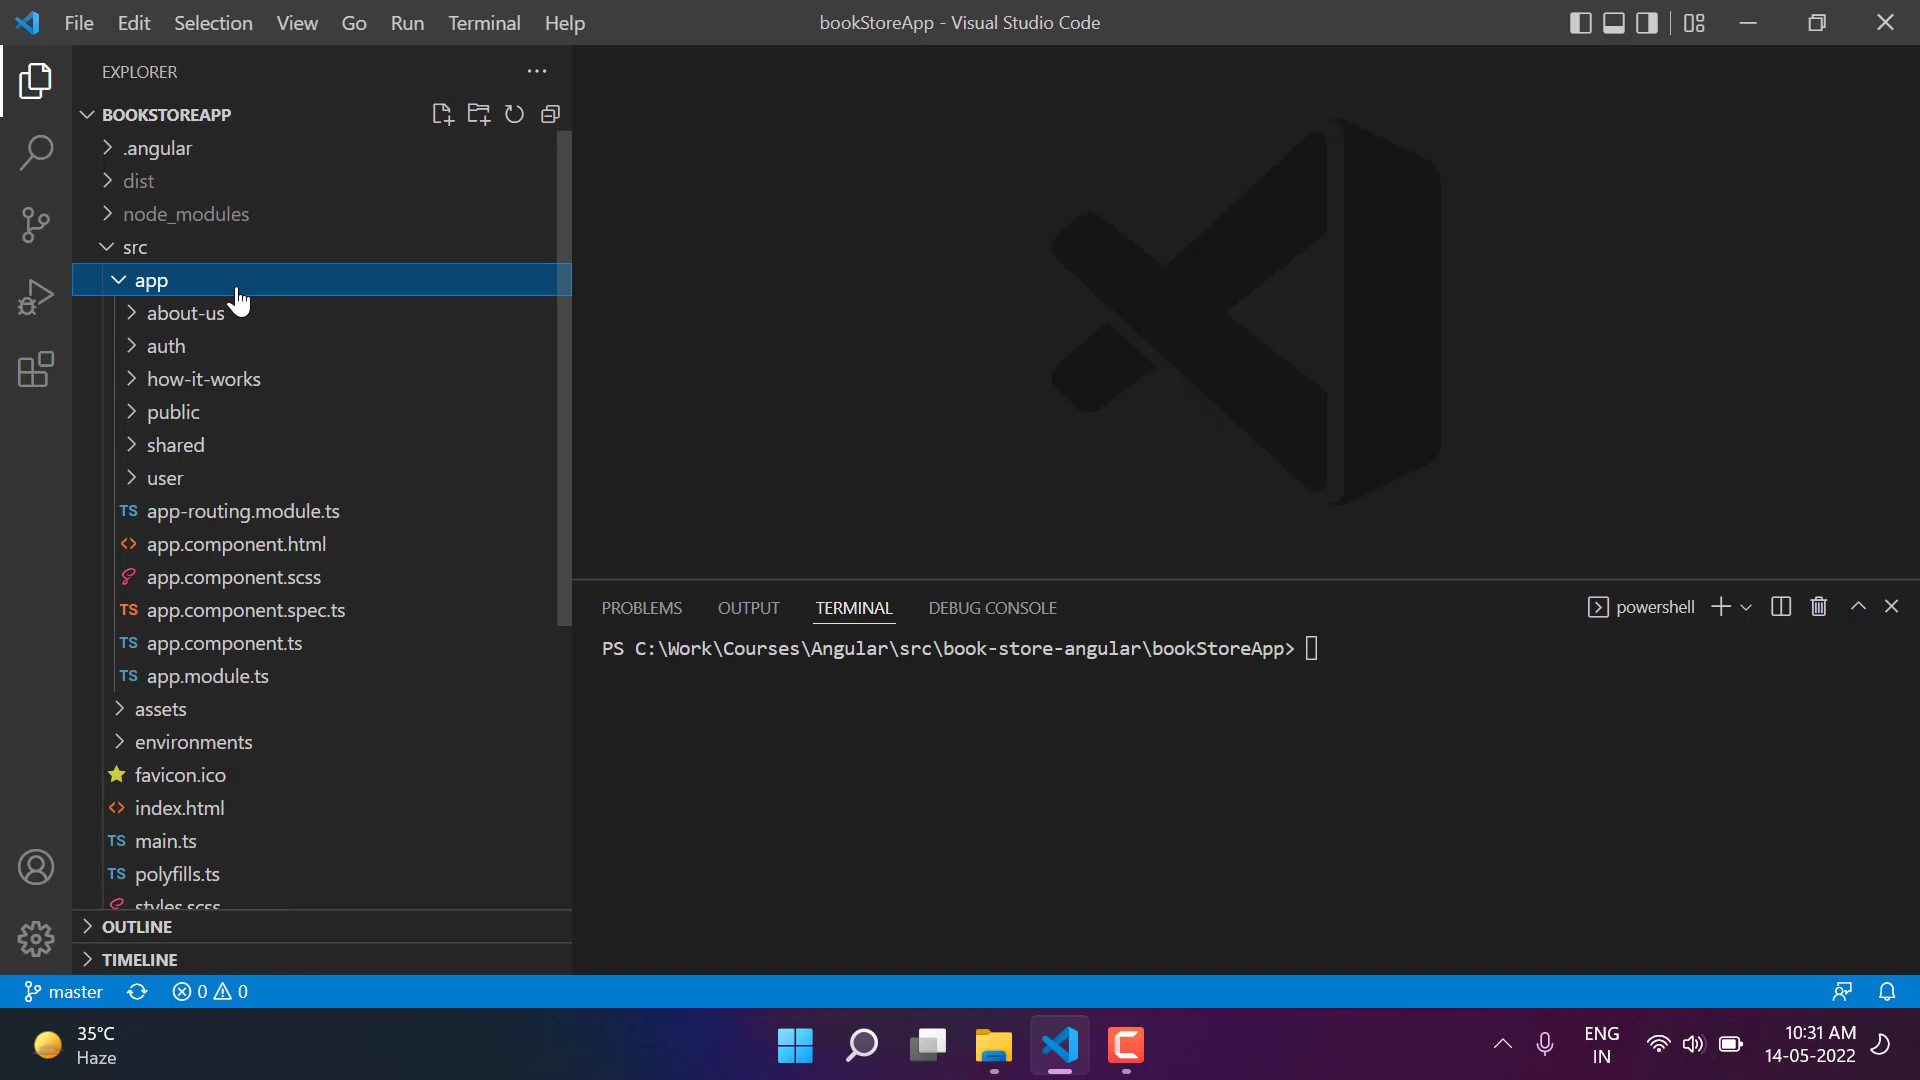 File Edit Selection View Go Run Terminal Help
bookStoreApp - Visual Studio Code
EXPLORER
BOOKSTOREAPP
.angular
dist
node_modules
src
app
about-us
auth
how-it-works
public
shared
user
TS app-routing.module.ts
app.component.html
app.component.scss
TS app.component.spec.ts
TS app.component.ts
TS app.module.ts
assets
environments
favicon.ico
index.html
TS main.ts
TS polyfills.ts
styles.scss
OUTLINE
TIMELINE
PROBLEMS OUTPUT TERMINAL DEBUG CONSOLE
powershell
PS C:\Work\Courses\Angular\src\book-store-angular\bookStoreApp>
master 0 0
35°C
Haze
ENG
IN
10:31 AM
14-05-2022